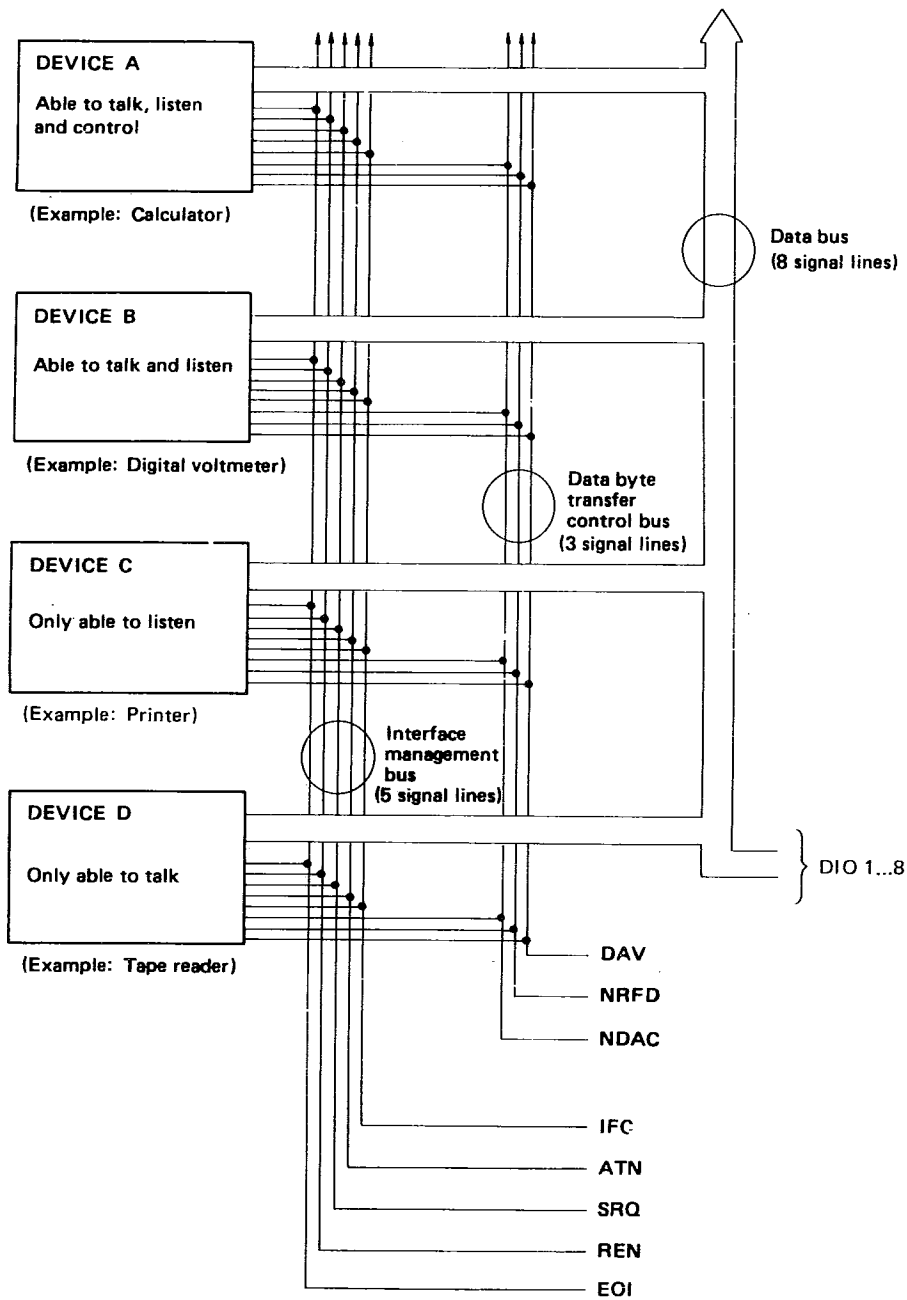 DEVICE A
Able to talk, listen
and control
(Example: Calculator)
Data bus
(8 signal lines)
DEVICE B
Able to talk and listen
(Example: Digital voltmeter)
Data byte
transfer
control bus
(3 signal lines)
DEVICE C
Only able to listen
(Example: Printer)
Interface
management
bus
(5 signal lines)
DEVICE D
Only able to talk
(Example: Tape reader)
DIO 1...8
DAV
NRFD
NDAC
IFC
ATN
SRQ
REN
EOI